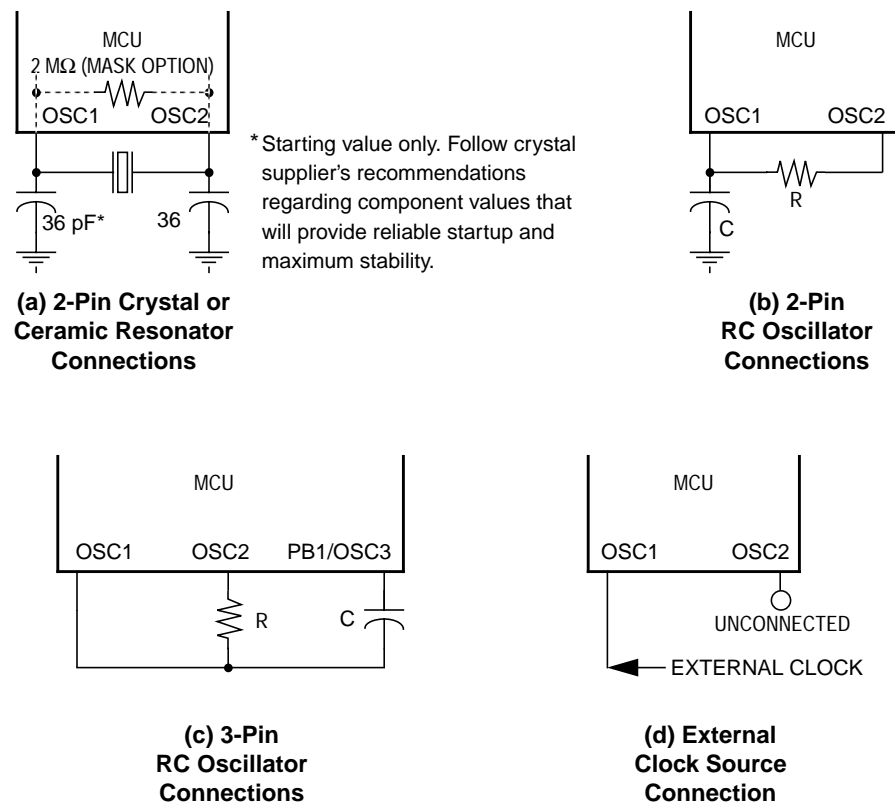 MCU
2 MΩ (MASK OPTION)
OSC1 OSC2
36 pF* 36
* Starting value only. Follow crystal
supplier's recommendations
regarding component values that
will provide reliable startup and
maximum stability.
(a) 2-Pin Crystal or
Ceramic Resonator
Connections
MCU
OSC1 OSC2
R
C
(b) 2-Pin
RC Oscillator
Connections
MCU
OSC1 OSC2 PB1/OSC3
R C
(c) 3-Pin
RC Oscillator
Connections
MCU
OSC1 OSC2
UNCONNECTED
EXTERNAL CLOCK
(d) External
Clock Source
Connection